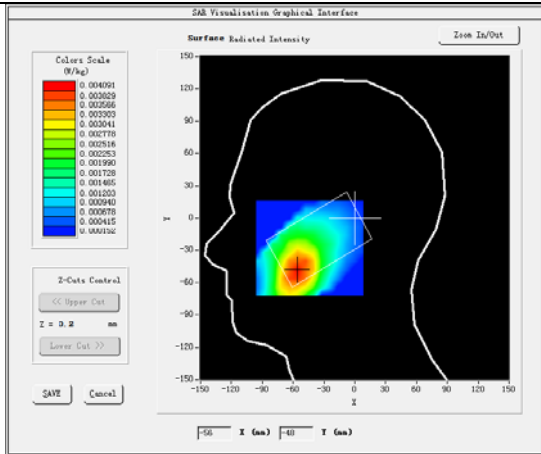 SAR Visualisation Graphical Interface
Surface Radiated Intensity
Zoom In/Out
Colors Scale
(W/kg)
0.004091
0.003829
0.003566
0.003303
0.003041
0.002778
0.002516
0.002253
0.001990
0.001728
0.001465
0.001203
0.000940
0.000678
0.000415
0.000152
150
120
90
60
30
0
-30
-60
-90
-120
-150
Y
-150 -120 -90 -60 -30 0 30 60 90 120 150
X
Z-Cuts Control
<< Upper Cut
Z = 3.2 mm
Lower Cut >>
SAVE Cancel
-56 X (mm) -48 Y (mm)